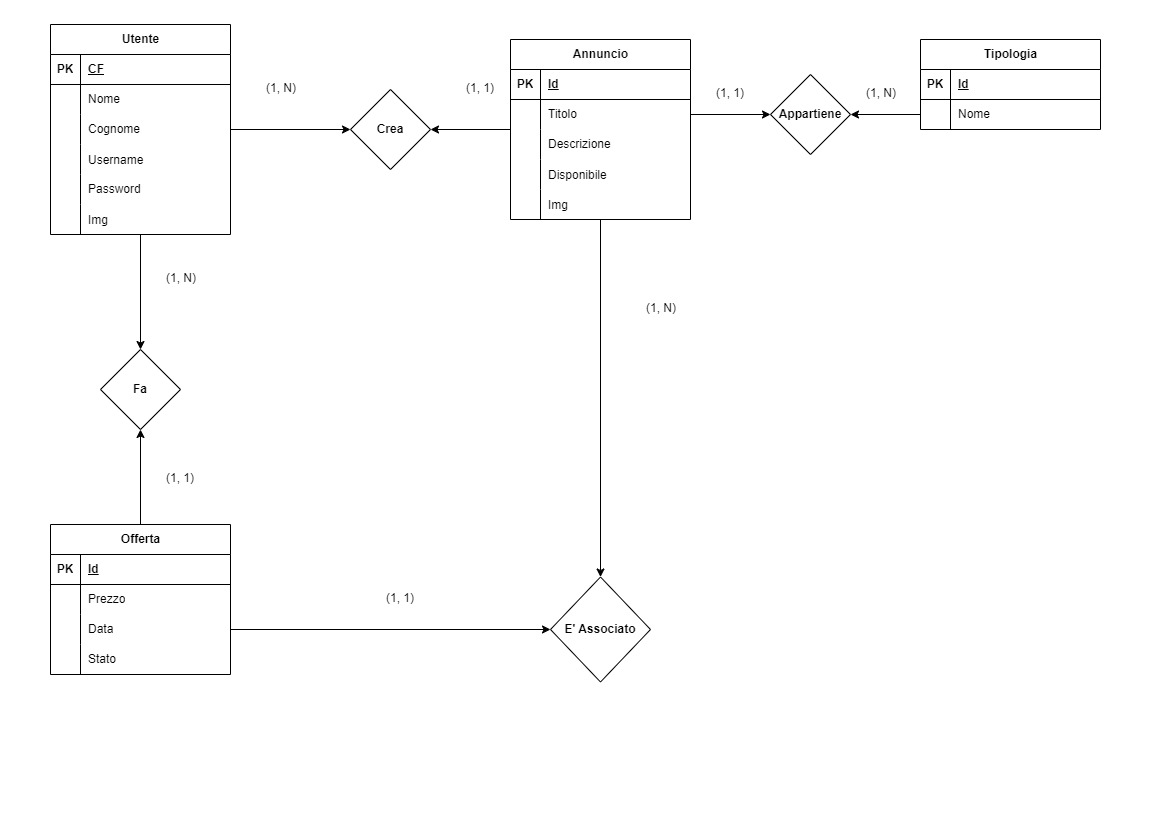 Utente
PK CF
Nome
Cognome
Username
Password
Img
(1, N)
Crea
(1, 1)
Annuncio
PK Id
Titolo
Descrizione
Disponibile
Img
(1, 1)
Appartiene
(1, N)
Tipologia
PK Id
Nome
(1, N)
Fa
(1, 1)
(1, N)
Offerta
PK Id
Prezzo
Data
Stato
(1, 1)
E' Associato